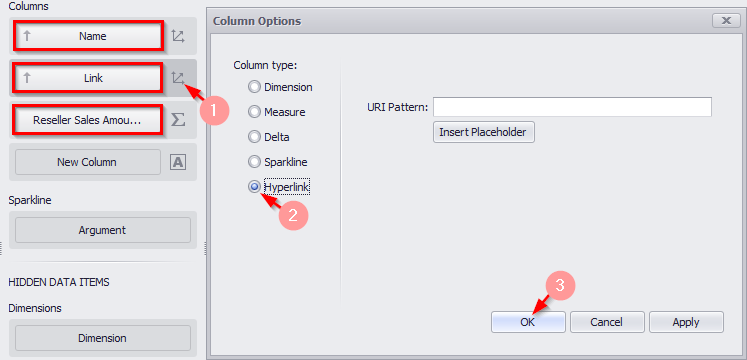 Columns
Name
Link
1
Reseller Sales Amou...
Σ
New Column
A
Sparkline
Argument
HIDDEN DATA ITEMS
Dimensions
Dimension
Column Options
Column type:
Dimension
Measure
Delta
Sparkline
Hyperlink
2
URI Pattern:
Insert Placeholder
3
OK
Cancel
Apply